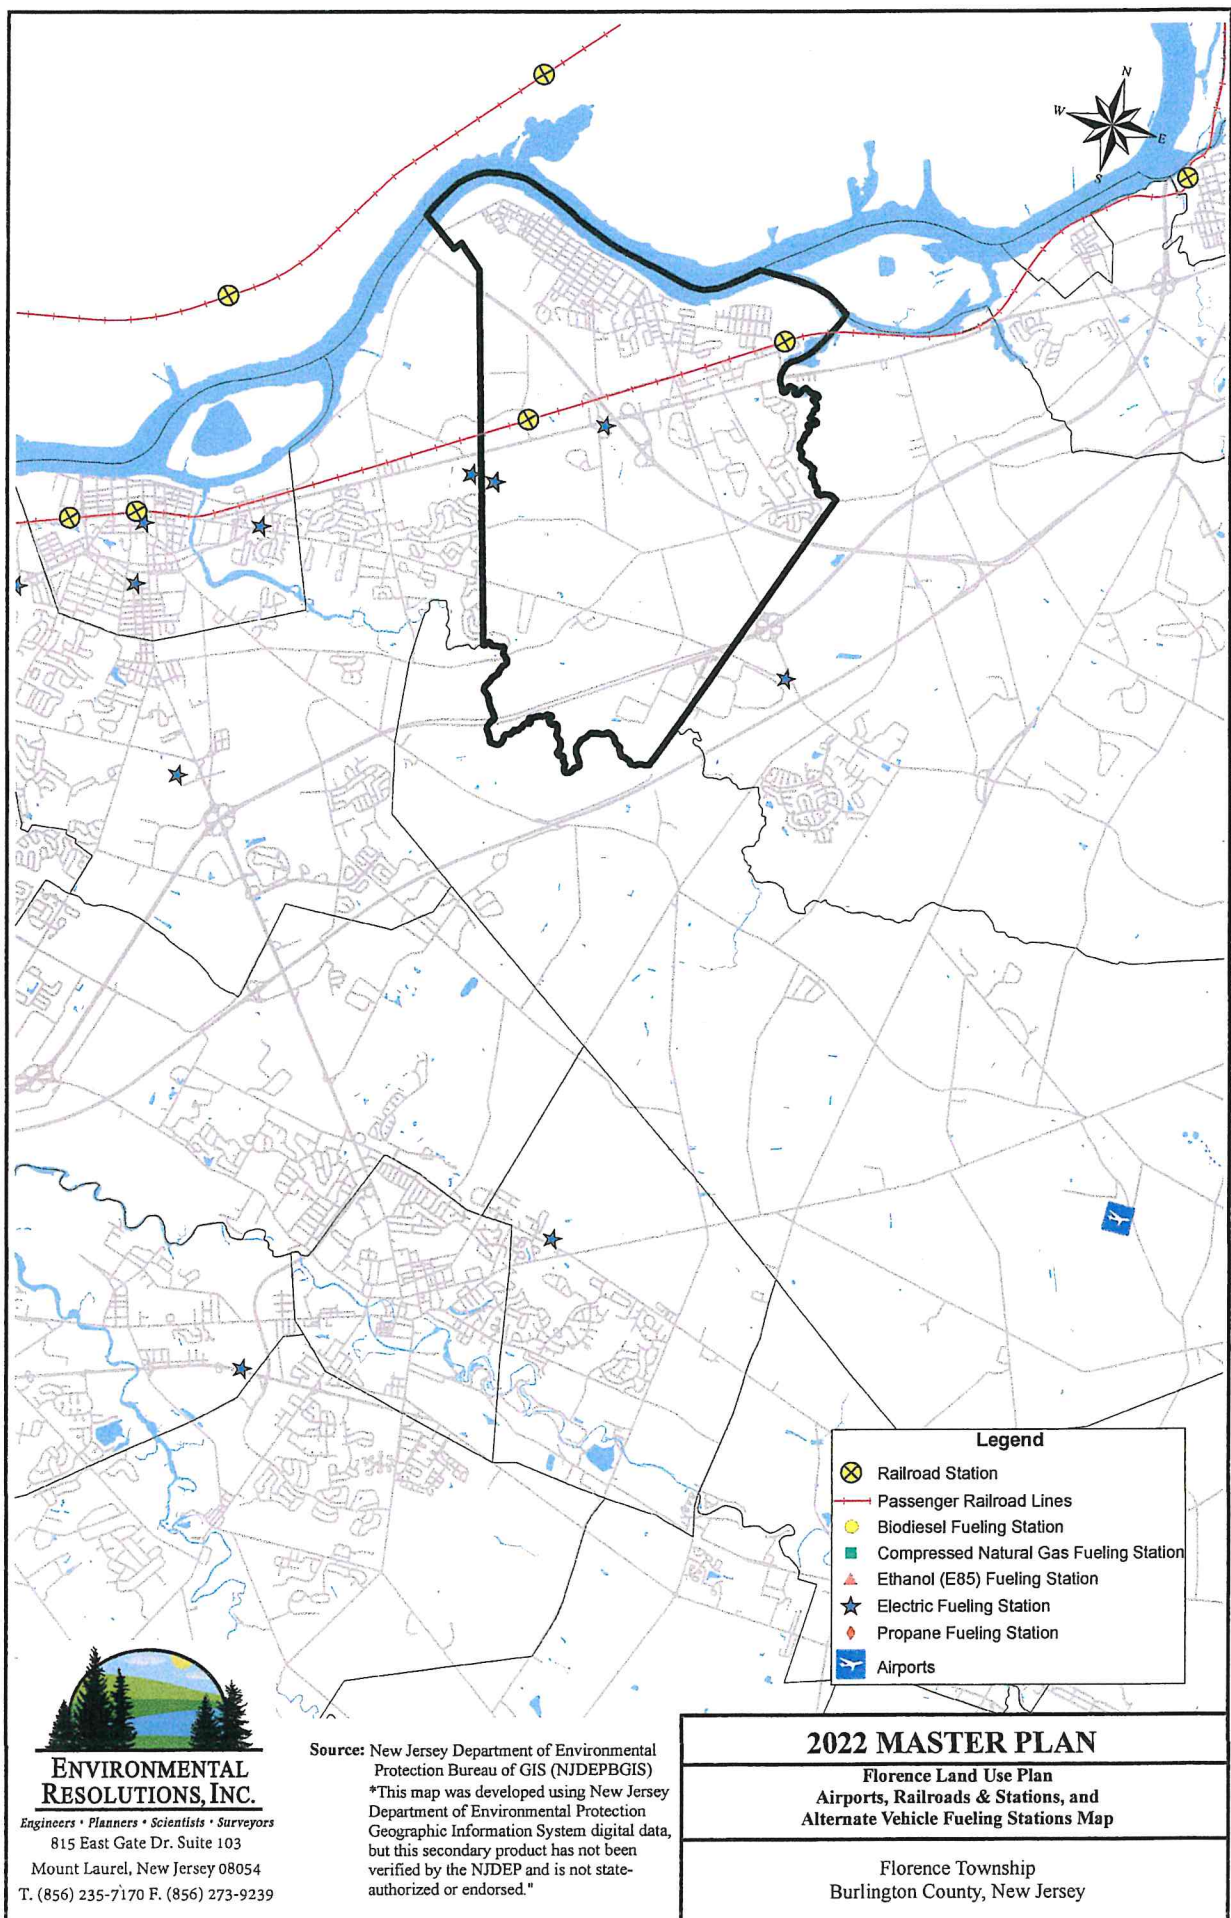 N
W
E
S
Legend
Railroad Station
Passenger Railroad Lines
Biodiesel Fueling Station
Compressed Natural Gas Fueling Station
Ethanol (E85) Fueling Station
Electric Fueling Station
Propane Fueling Station
Airports
ENVIRONMENTAL
RESOLUTIONS, INC.
Engineers • Planners • Scientists • Surveyors
815 East Gate Dr. Suite 103
Mount Laurel, New Jersey 08054
T. (856) 235-7170 F. (856) 273-9239
Source: New Jersey Department of Environmental
Protection Bureau of GIS (NJDEPBGIS)
*This map was developed using New Jersey
Department of Environmental Protection
Geographic Information System digital data,
but this secondary product has not been
verified by the NJDEP and is not state-
authorized or endorsed."
2022 MASTER PLAN
Florence Land Use Plan
Airports, Railroads & Stations, and
Alternate Vehicle Fueling Stations Map
Florence Township
Burlington County, New Jersey